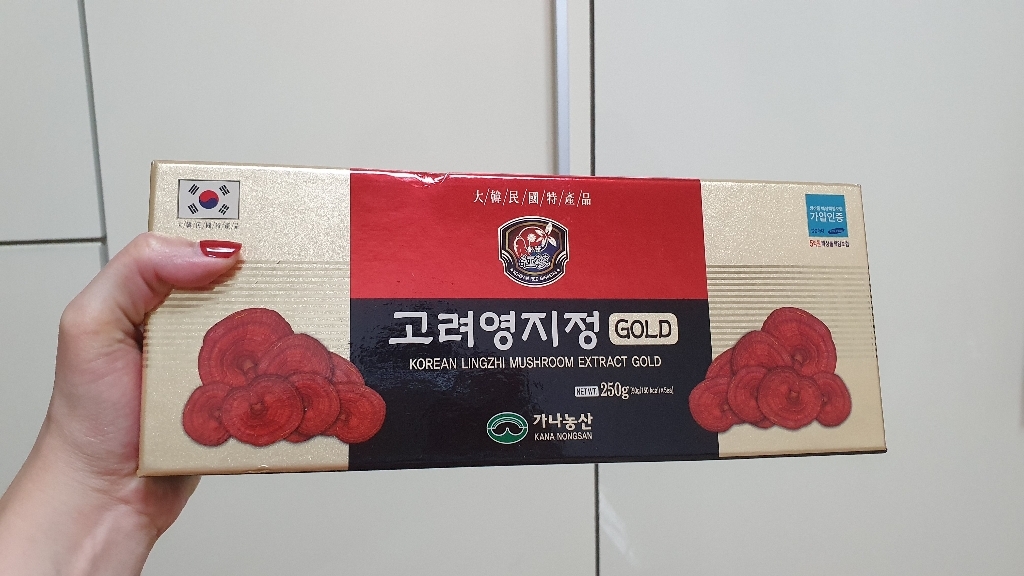 大/韓/民/國/特/產/品
가입인증
고려영지정 GOLD
KOREAN LINGZHI MUSHROOM EXTRACT GOLD
NET WT. 250g
가나농산
KANA NONGSAN